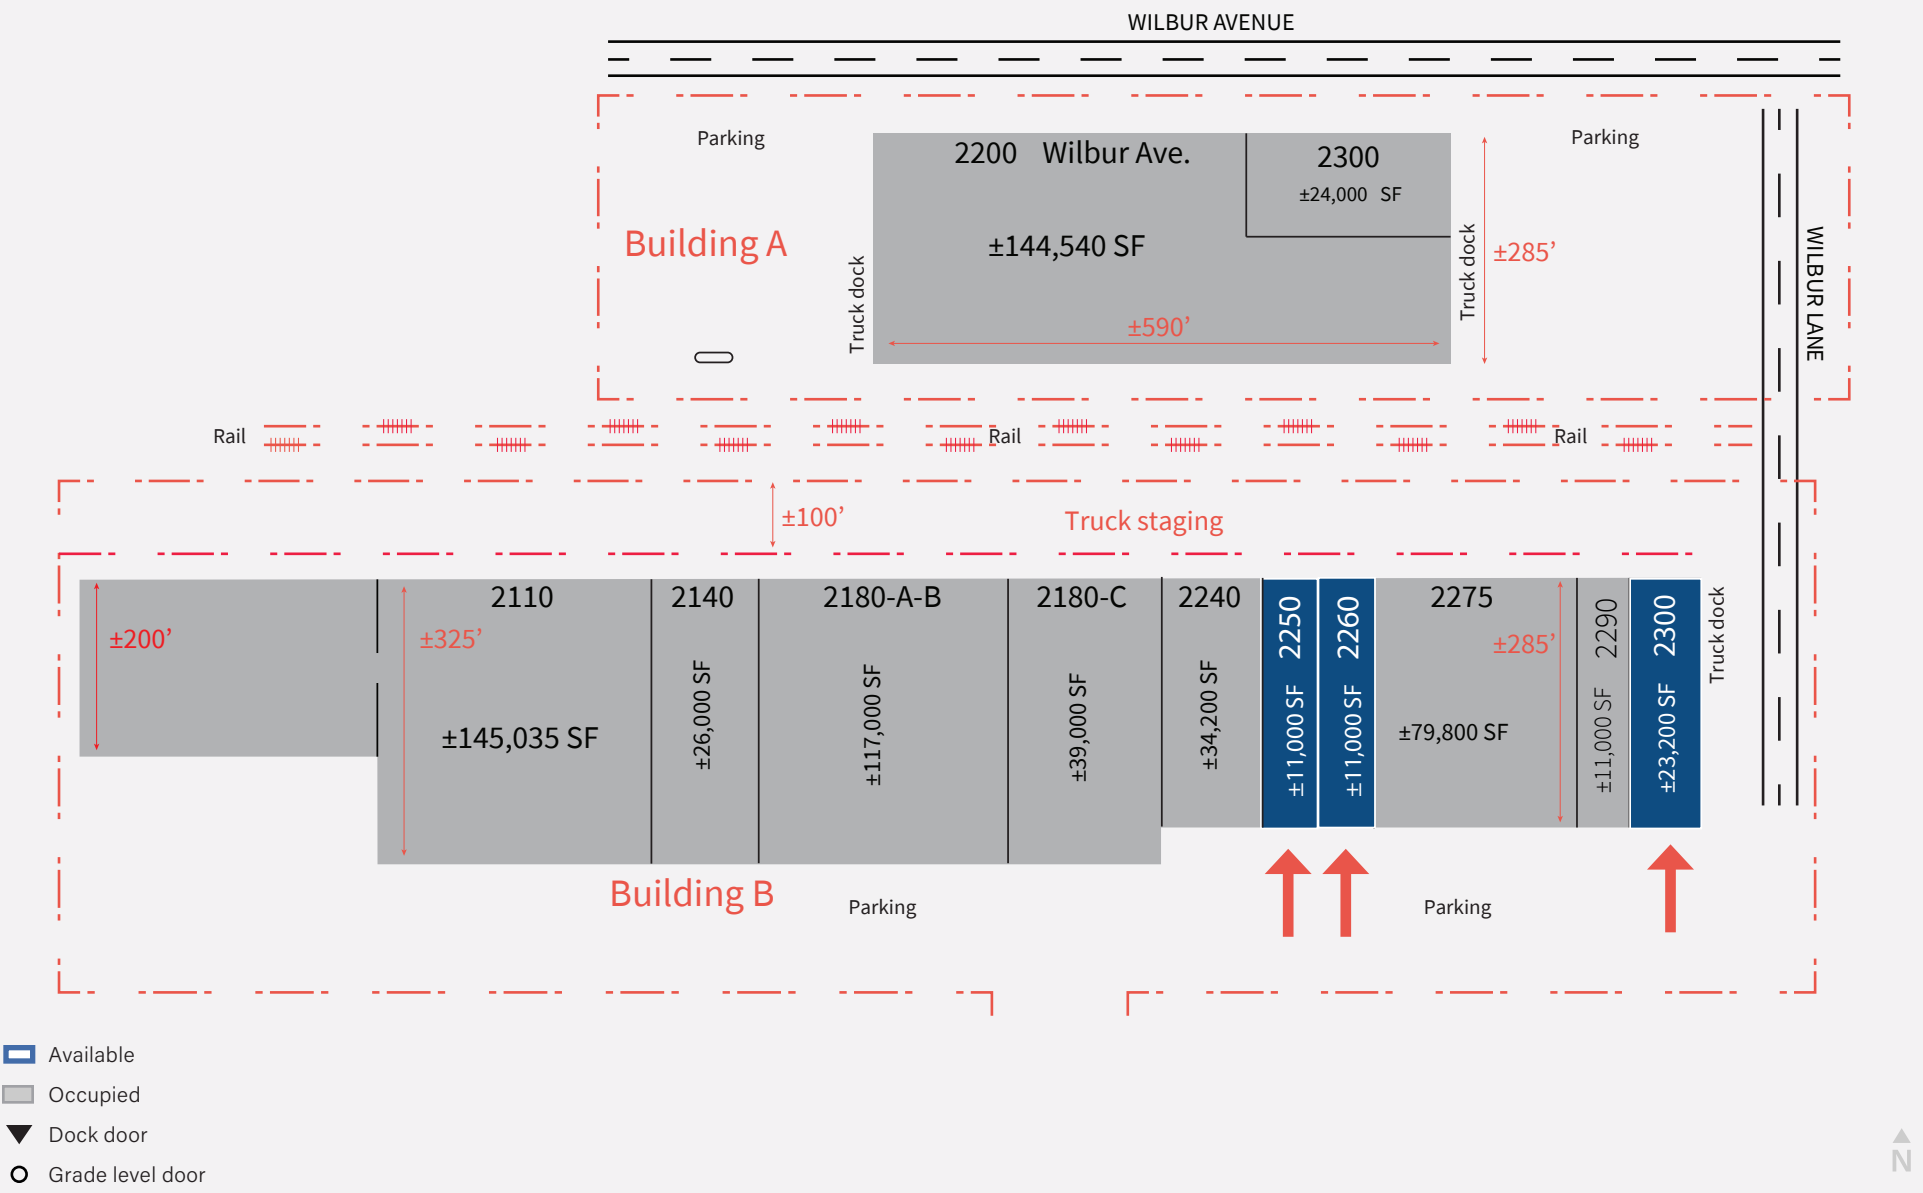 WILBUR AVENUE
Parking
2200 Wilbur Ave.
2300
±24,000 SF
Parking
Building A
±144,540 SF
Truck dock
±285’
Truck dock
±590’
WILBUR LANE
Rail
Rail
Rail
±100’
Truck staging
±200’
2110
±325’
±145,035 SF
2140
±26,000 SF
2180-A-B
±117,000 SF
2180-C
±39,000 SF
2240
±34,200 SF
2250
±11,000 SF
2260
±11,000 SF
2275
±285’
±79,800 SF
2290
±11,000 SF
2300
±23,200 SF
Truck dock
Building B
Parking
Parking
Available
Occupied
Dock door
Grade level door
N